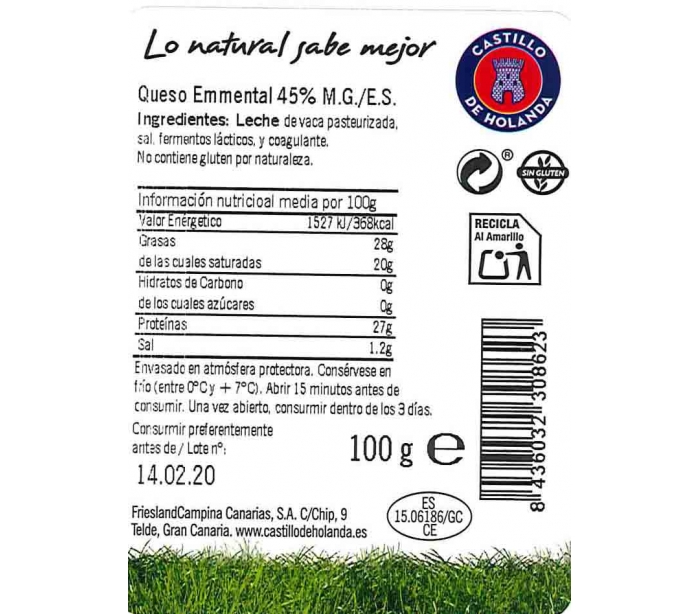 Lo natural sabe mejor
CASTILLO
DE HOLANDA
Queso Emmental 45% M.G./E.S.
Ingredientes: Leche de vaca pasteurizada,
sal, fermentos lácticos, y coagulante.
No contiene gluten por naturaleza.
®
SIN GLUTEN
RECICLA
Al Amarillo
Información nutricioal media por 100g
Valor Enérgetico 1527 kJ/368kcal
Grasas 28g
de las cuales saturadas 20g
Hidratos de Carbono 0g
de los cuales azúcares 0g
Proteínas 27g
Sal 1.2g
Envasado en atmósfera protectora. Consérvese en
frío (entre 0°C y + 7°C). Abrir 15 minutos antes de
consumir. Una vez abierto, consumir dentro de los 3 días.
Consumir preferentemente
antes de / Lote nº:
14.02.20
100 g e
8 436032 308623
FrieslandCampina Canarias, S.A. C/Chip, 9
Telde, Gran Canaria. www.castillodeholanda.es
ES
15.06186/GC
CE